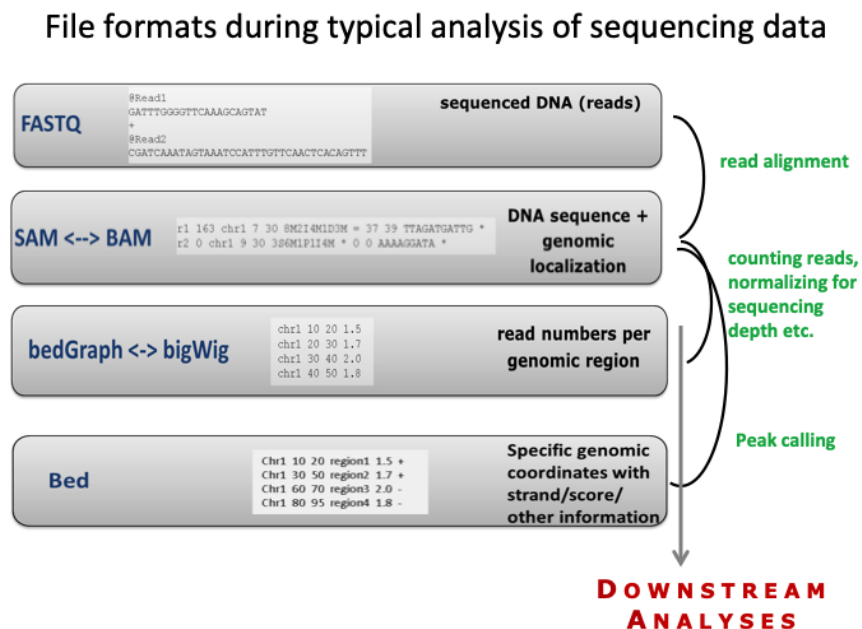 File formats during typical analysis of sequencing data
FASTQ
@Read1
GATTTGGGGTTCAAAGCAGTAT
+
@Read2
CGATCAAATAGTAAATCCATTTGTTCAACTCACAGTTT
sequenced DNA (reads)
read alignment
SAM <--> BAM
r1 163 chr1 7 30 8M2I4M1D3M = 37 39 TTAGATGATTG *
r2 0 chr1 9 30 3S6M1P1I4M * 0 0 AAAAGGATA *
DNA sequence +
genomic
localization
counting reads,
normalizing for
sequencing
depth etc.
bedGraph <-> bigWig
chr1 10 20 1.5
chr1 20 30 1.7
chr1 30 40 2.0
chr1 40 50 1.8
read numbers per
genomic region
Peak calling
Bed
Chr1 10 20 region1 1.5 +
Chr1 30 50 region2 1.7 +
Chr1 60 70 region3 2.0 -
Chr1 80 95 region4 1.8 -
Specific genomic
coordinates with
strand/score/
other information
DOWNSTREAM
ANALYSES